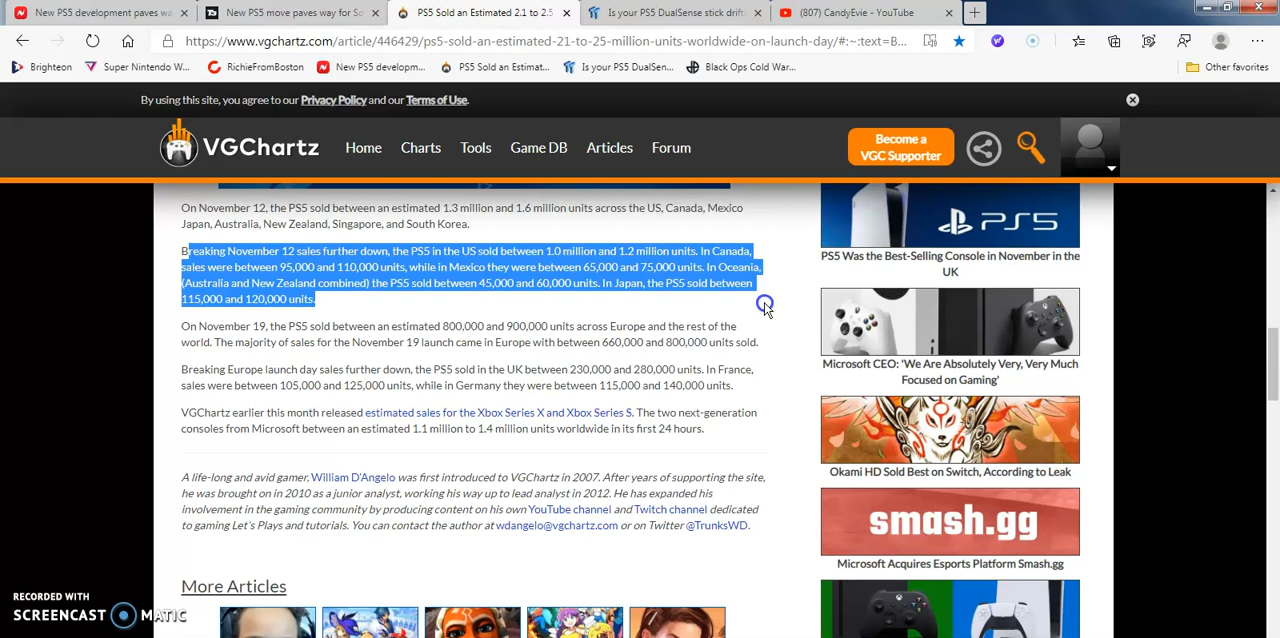 New PS5 development paves wa
New PS5 move paves way for So
PS5 Sold an Estimated 2.1 to 2.5
Is your PS5 DualSense stick drift
(807) CandyEvie - YouTube
https://www.vgchartz.com/article/446429/ps5-sold-an-estimated-21-to-25-million-units-worldwide-on-launch-day/#:~:text=B...
Brighteon
Super Nintendo W...
RichieFromBoston
New PS5 developm...
PS5 Sold an Estimat...
Is your PS5 DualSen...
Black Ops Cold War...
Other favorites
By using this site, you agree to our Privacy Policy and our Terms of Use.
VGChartz
Home
Charts
Tools
Game DB
Articles
Forum
Become a
VGC Supporter
On November 12, the PS5 sold between an estimated 1.3 million and 1.6 million units across the US, Canada, Mexico
Japan, Australia, New Zealand, Singapore, and South Korea.
Breaking November 12 sales further down, the PS5 in the US sold between 1.0 million and 1.2 million units. In Canada,
sales were between 95,000 and 110,000 units, while in Mexico they were between 65,000 and 75,000 units. In Oceania,
(Australia and New Zealand combined) the PS5 sold between 45,000 and 60,000 units. In Japan, the PS5 sold between
115,000 and 120,000 units.
On November 19, the PS5 sold between an estimated 800,000 and 900,000 units across Europe and the rest of the
world. The majority of sales for the November 19 launch came in Europe with between 660,000 and 800,000 units sold.
Breaking Europe launch day sales further down, the PS5 sold in the UK between 230,000 and 280,000 units. In France,
sales were between 105,000 and 125,000 units, while in Germany they were between 115,000 and 140,000 units.
VGChartz earlier this month released estimated sales for the Xbox Series X and Xbox Series S. The two next-generation
consoles from Microsoft between an estimated 1.1 million to 1.4 million units worldwide in its first 24 hours.
A life-long and avid gamer, William D'Angelo was first introduced to VGChartz in 2007. After years of supporting the site,
he was brought on in 2010 as a junior analyst, working his way up to lead analyst in 2012. He has expanded his
involvement in the gaming community by producing content on his own YouTube channel and Twitch channel dedicated
to gaming Let's Plays and tutorials. You can contact the author at wdangelo@vgchartz.com or on Twitter @TrunksWD.
More Articles
PS5
PS5 Was the Best-Selling Console in November in the
UK
Microsoft CEO: 'We Are Absolutely Very, Very Much
Focused on Gaming'
Okami HD Sold Best on Switch, According to Leak
smash.gg
Microsoft Acquires Esports Platform Smash.gg
RECORDED WITH
SCREENCAST MATIC